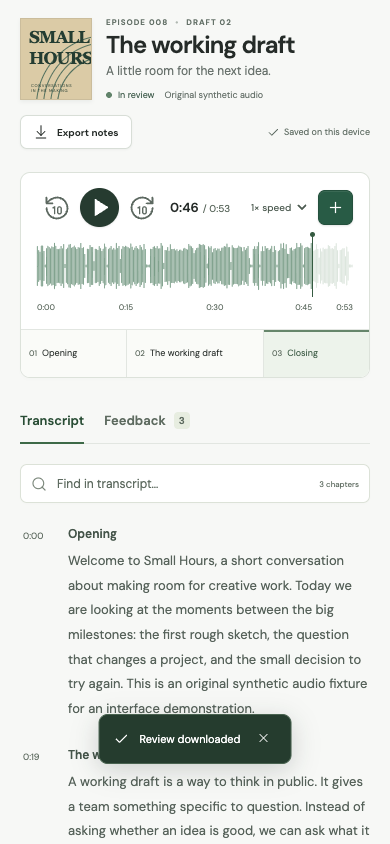 SMALL
HOURS
CONVERSATIONS
IN THE MAKING
EPISODE 008 • DRAFT 02
The working draft
A little room for the next idea.
In review Original synthetic audio
Export notes
Saved on this device
10
10
0:46 / 0:53
1× speed
0:00 0:15 0:30 0:45 0:53
01 Opening
02 The working draft
03 Closing
Transcript
Feedback 3
Find in transcript...
3 chapters
0:00
Opening
Welcome to Small Hours, a short conversation
about making room for creative work. Today we
are looking at the moments between the big
milestones: the first rough sketch, the question
that changes a project, and the small decision to
try again. This is an original synthetic audio fixture
for an interface demonstration.
Review downloaded
0:19
The w
A working draft is a way to think in public. It gives
a team something specific to question. Instead of
asking whether an idea is good, we can ask what it